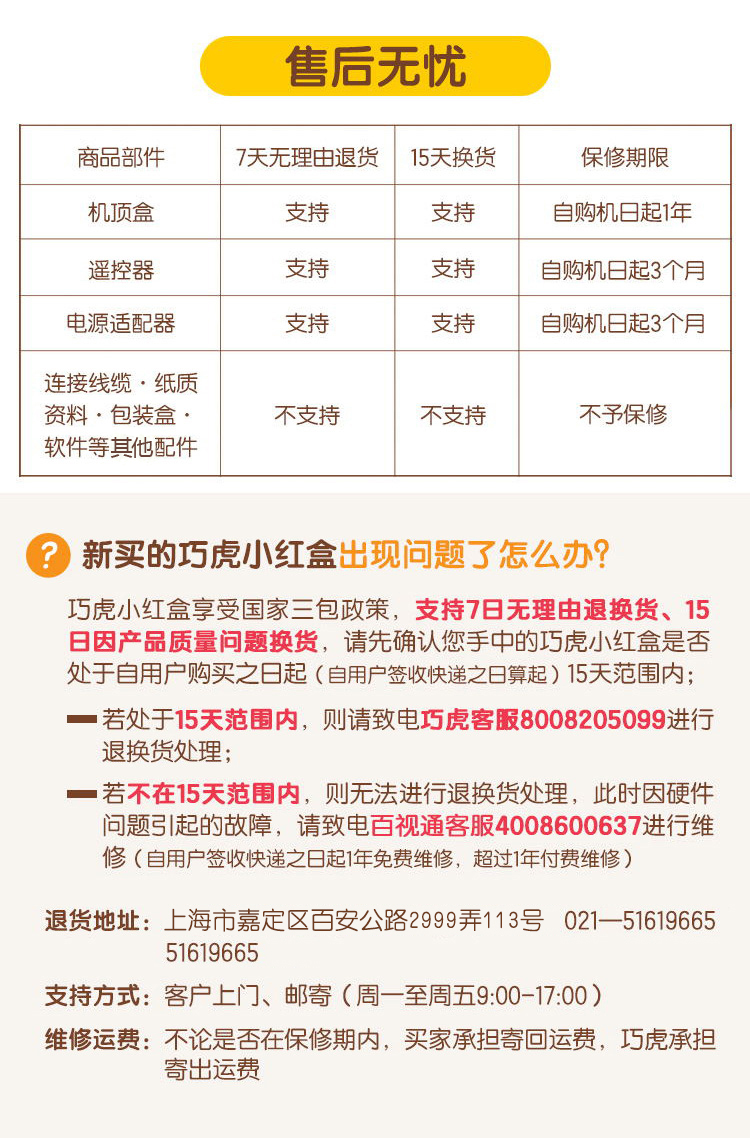 售后无忧
商品部件 7天无理由退货 15天换货 保修期限
机顶盒 支持 支持 自购机日起1年
遥控器 支持 支持 自购机日起3个月
电源适配器 支持 支持 自购机日起3个月
连接线缆·纸质
资料·包装盒· 不支持 不支持 不予保修
软件等其他配件
? 新买的巧虎小红盒出现问题了怎么办?
巧虎小红盒享受国家三包政策，支持7日无理由退换货、15
日因产品质量问题换货，请先确认您手中的巧虎小红盒是否
处于自用户购买之日起（自用户签收快递之日算起）15天范围内；
若处于15天范围内，则请致电巧虎客服8008205099进行
退换货处理；
若不在15天范围内，则无法进行退换货处理，此时因硬件
问题引起的故障，请致电百视通客服4008600637进行维
修（自用户签收快递之日起1年免费维修，超过1年付费维修）
退货地址：上海市嘉定区百安公路2999弄113号 021—51619665
51619665
支持方式：客户上门、邮寄（周一至周五9:00-17:00）
维修运费：不论是否在保修期内，买家承担寄回运费，巧虎承担
寄出运费